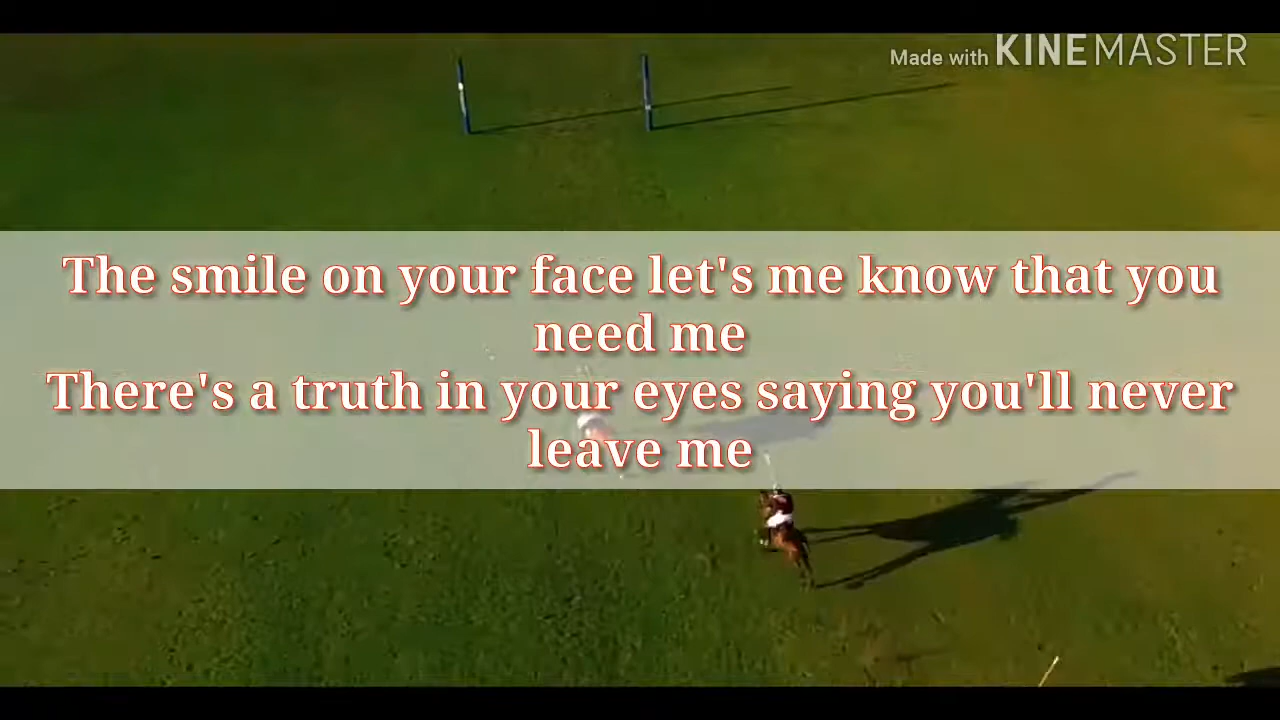 Made with KINEMASTER
The smile on your face let's me know that you
need me
There's a truth in your eyes saying you'll never
leave me